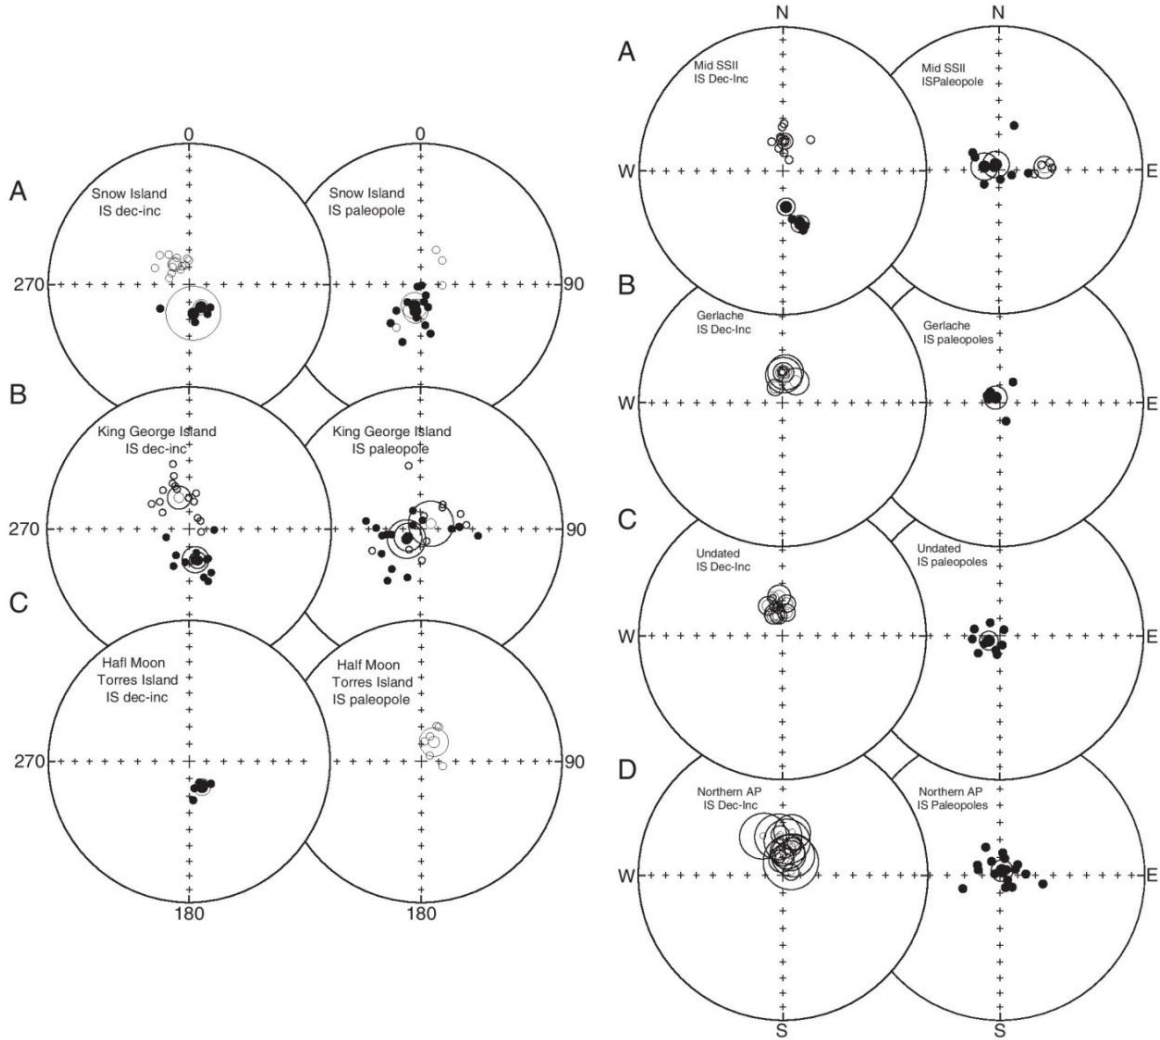 0
0
A
Snow Island
IS dec-inc
Snow Island
IS paleopole
270
90
B
King George Island
IS dec-inc
King George Island
IS paleopole
270
90
C
Hafl Moon
Torres Island
IS dec-inc
Half Moon
Torres Island
IS paleopole
270
90
180
180
N
N
A
Mid SSII
IS Dec-Inc
Mid SSII
ISPaleopole
W
E
B
Gerlache
IS Dec-Inc
Gerlache
IS paleopoles
W
E
C
Undated
IS Dec-Inc
Undated
IS paleopoles
W
E
D
Northern AP
IS Dec-Inc
Northern AP
IS Paleopoles
W
E
S
S